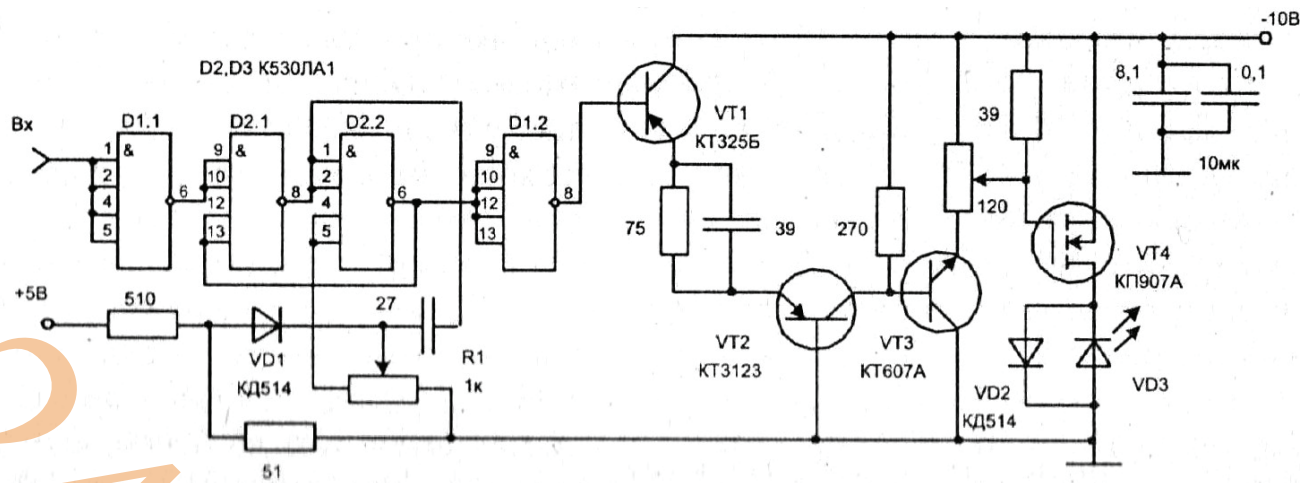 -10В
D2,D3 К530ЛА1
8,1
0,1
Вх
D1.1
D2.1
D2.2
D1.2
VT1
КТ325Б
39
10мк
1
&
2
4
5
6
9
&
10
12
13
8
1
&
2
4
5
6
9
&
10
12
13
8
75
39
270
120
VT4
КП907А
+5В
510
27
VD1
КД514
R1
1к
VT2
КТ3123
VT3
КТ607А
VD2
КД514
VD3
51